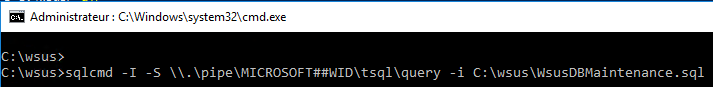 Administrateur : C:\Windows\system32\cmd.exe
C:\wsus>
C:\wsus>sqlcmd -I -S \\.\pipe\MICROSOFT##WID\tsql\query -i C:\wsus\WsusDBMaintenance.sql